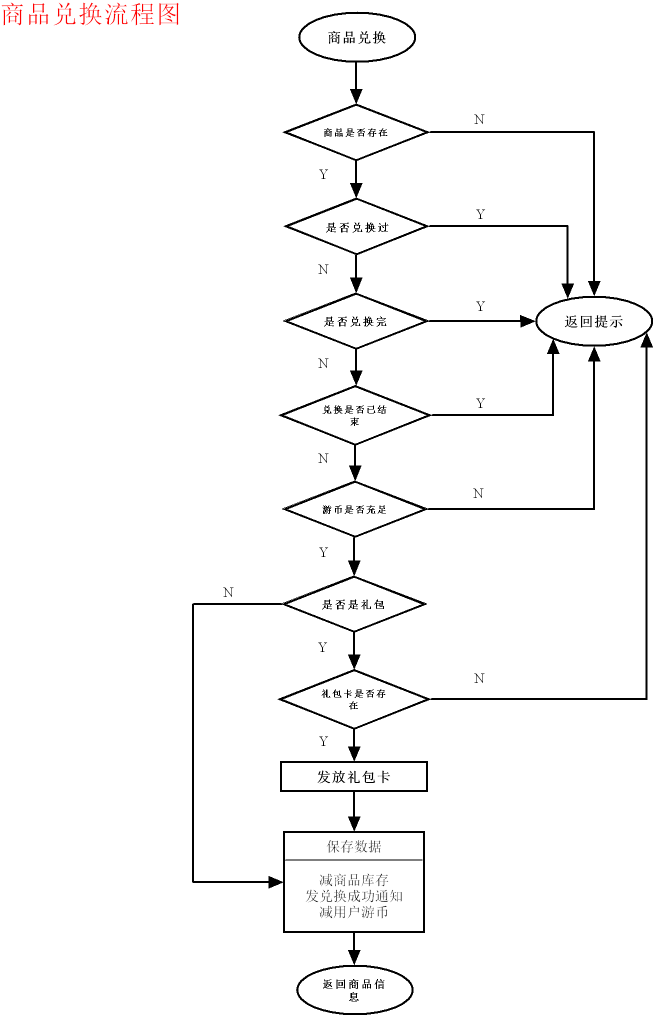 商品兑换流程图
商品兑换
商品是否存在
N
Y
是否兑换过
Y
N
是否兑换完
Y
返回提示
N
兑换是否已结
束
Y
N
游币是否充足
N
Y
是否是礼包
N
Y
礼包卡是否存
在
N
Y
发放礼包卡
保存数据
减商品库存
发兑换成功通知
减用户游币
返回商品信
息